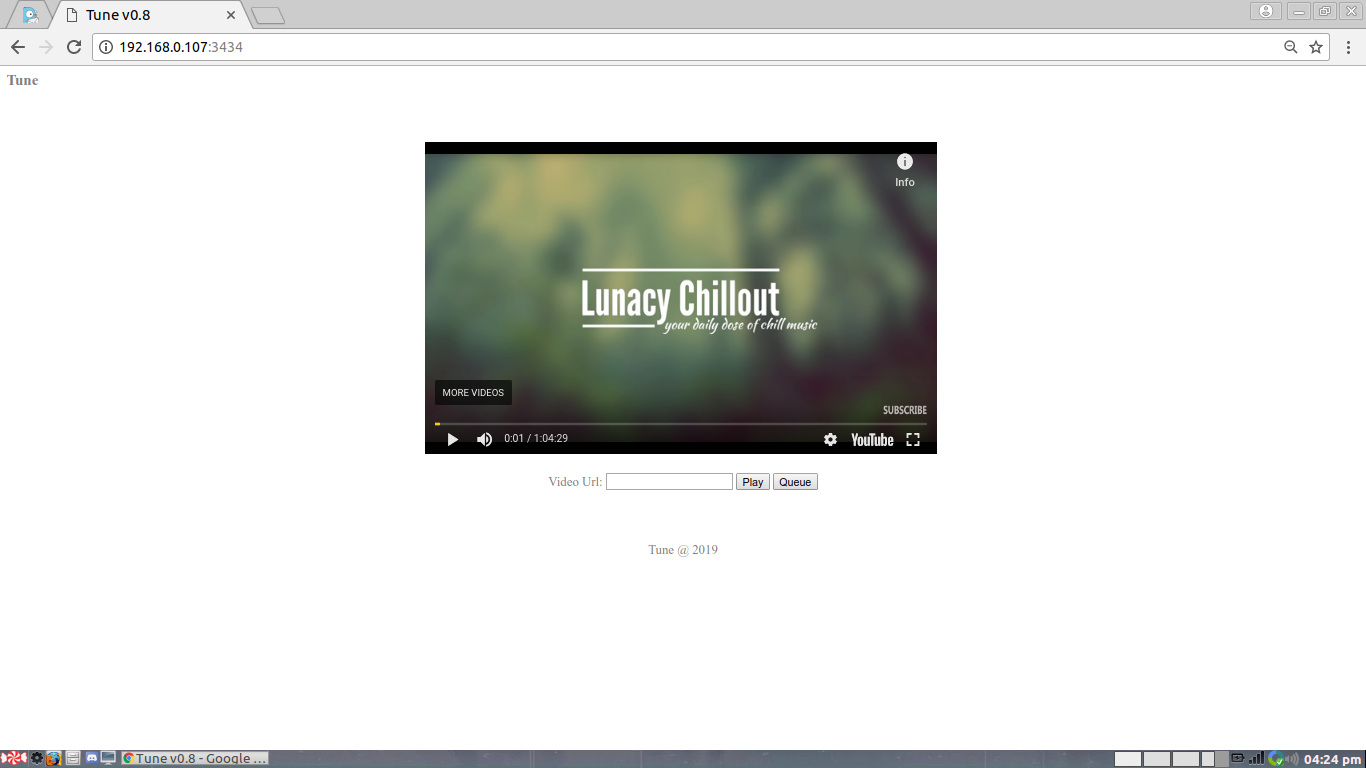 Tune v0.8
192.168.0.107:3434
Tune
Info
Lunacy Chillout
your daily dose of chill music
MORE VIDEOS
SUBSCRIBE
0:01 / 1:04:29
YouTube
Video Url:
Play
Queue
Tune @ 2019
Tune v0.8 - Google ...
04:24 pm